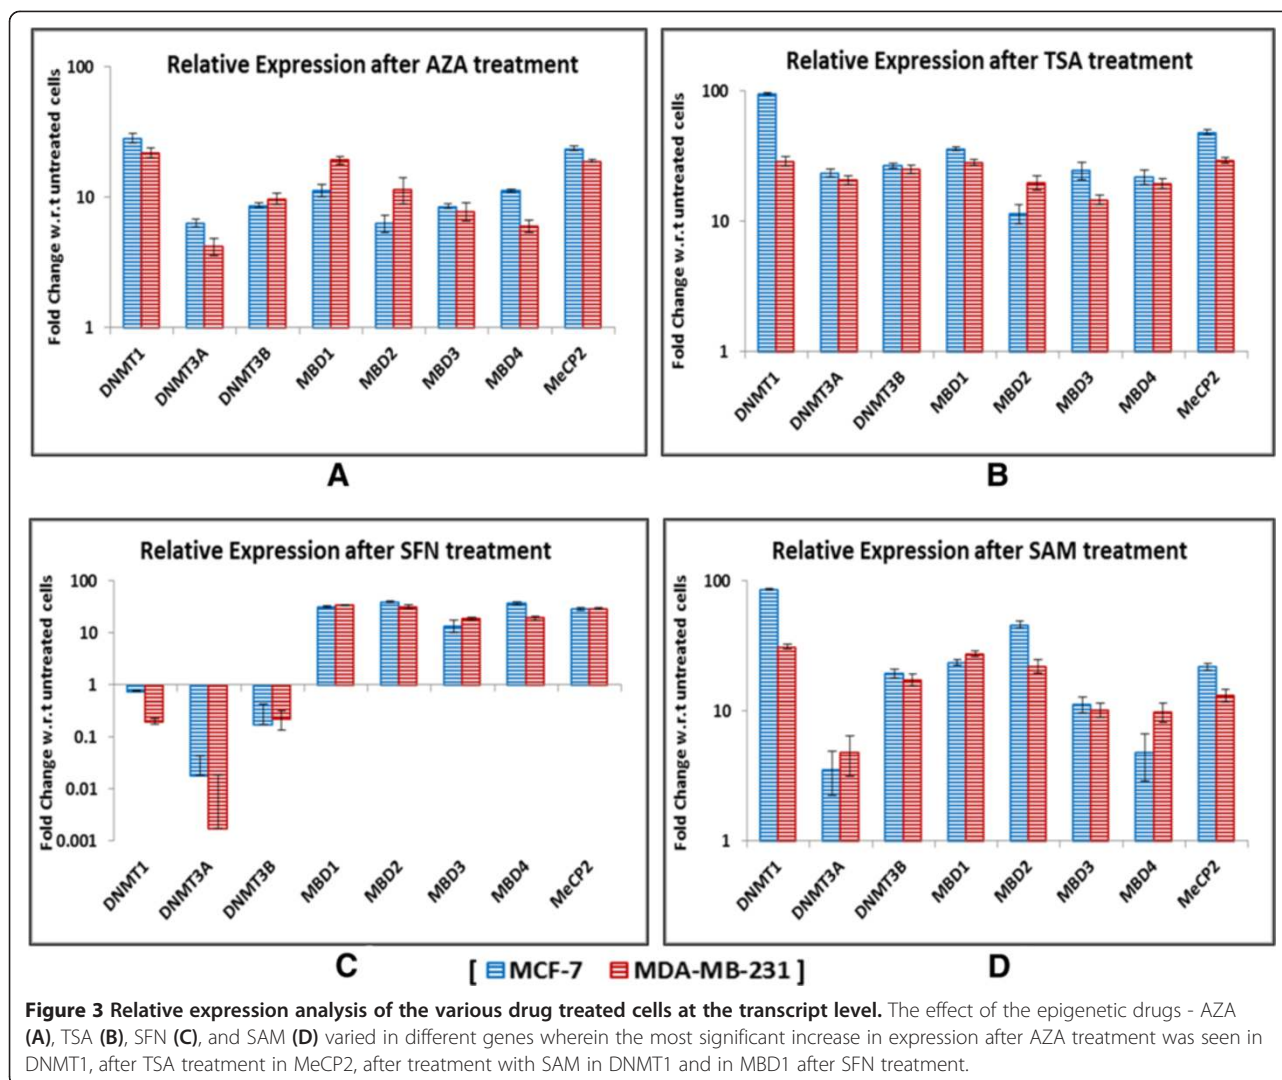 Relative Expression after AZA treatment
Fold Change w.r.t untreated cells
100
10
1
DNMT1
DNMT3A
DNMT3B
MBD1
MBD2
MBD3
MBD4
MeCP2
A
Relative Expression after TSA treatment
Fold Change w.r.t untreated cells
100
10
1
DNMT1
DNMT3A
DNMT3B
MBD1
MBD2
MBD3
MBD4
MeCP2
B
Relative Expression after SFN treatment
Fold Change w.r.t untreated cells
100
10
1
0.1
0.01
0.001
DNMT1
DNMT3A
DNMT3B
MBD1
MBD2
MBD3
MBD4
MeCP2
C
Relative Expression after SAM treatment
Fold Change w.r.t untreated cells
100
10
1
DNMT1
DNMT3A
DNMT3B
MBD1
MBD2
MBD3
MBD4
MeCP2
D
[ MCF-7 MDA-MB-231 ]
Figure 3 Relative expression analysis of the various drug treated cells at the transcript level. The effect of the epigenetic drugs - AZA
(A), TSA (B), SFN (C), and SAM (D) varied in different genes wherein the most significant increase in expression after AZA treatment was seen in
DNMT1, after TSA treatment in MeCP2, after treatment with SAM in DNMT1 and in MBD1 after SFN treatment.